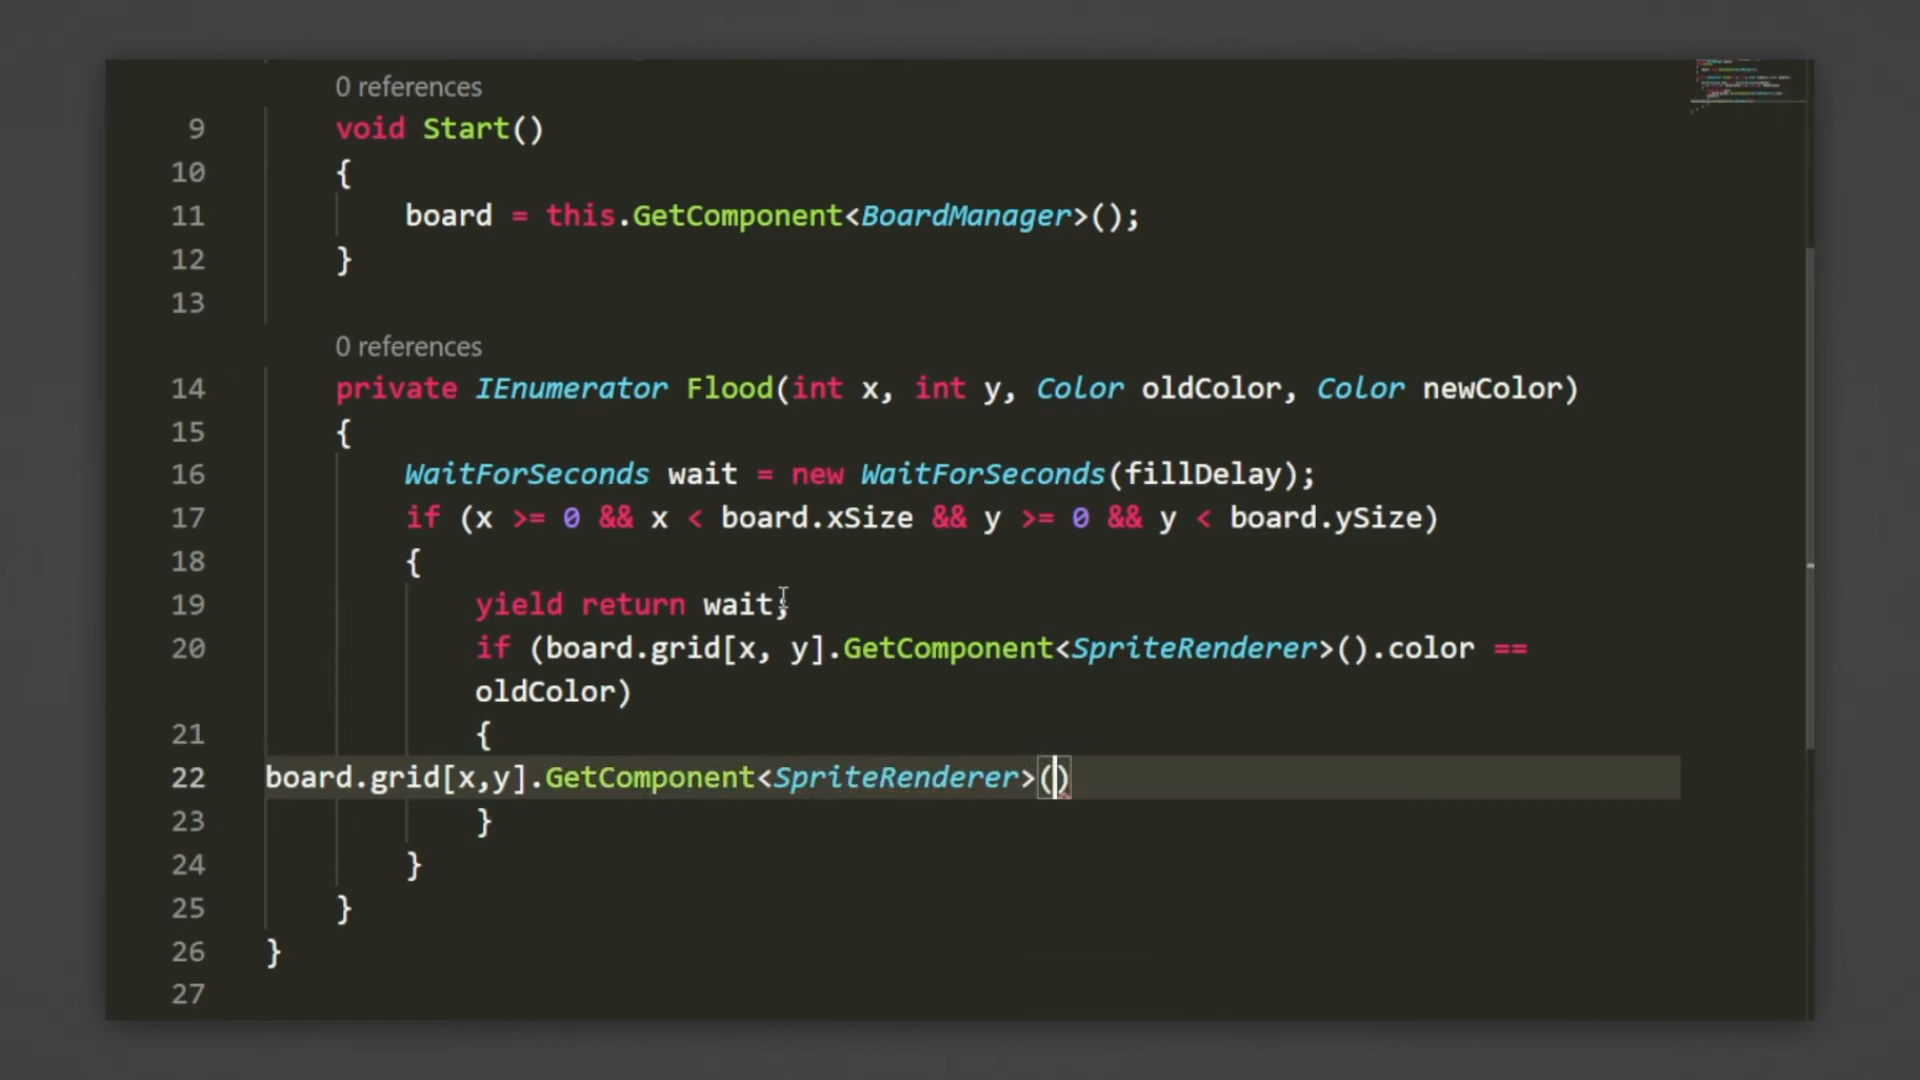 0 references
9 void Start()
10 {
11 board = this.GetComponent<BoardManager>();
12 }
13
0 references
14 private IEnumerator Flood(int x, int y, Color oldColor, Color newColor)
15 {
16 WaitForSeconds wait = new WaitForSeconds(fillDelay);
17 if (x >= 0 && x < board.xSize && y >= 0 && y < board.ySize)
18 {
19 yield return wait;
20 if (board.grid[x, y].GetComponent<SpriteRenderer>().color ==
oldColor)
21 {
22 board.grid[x,y].GetComponent<SpriteRenderer>()
23 }
24 }
25 }
26 }
27